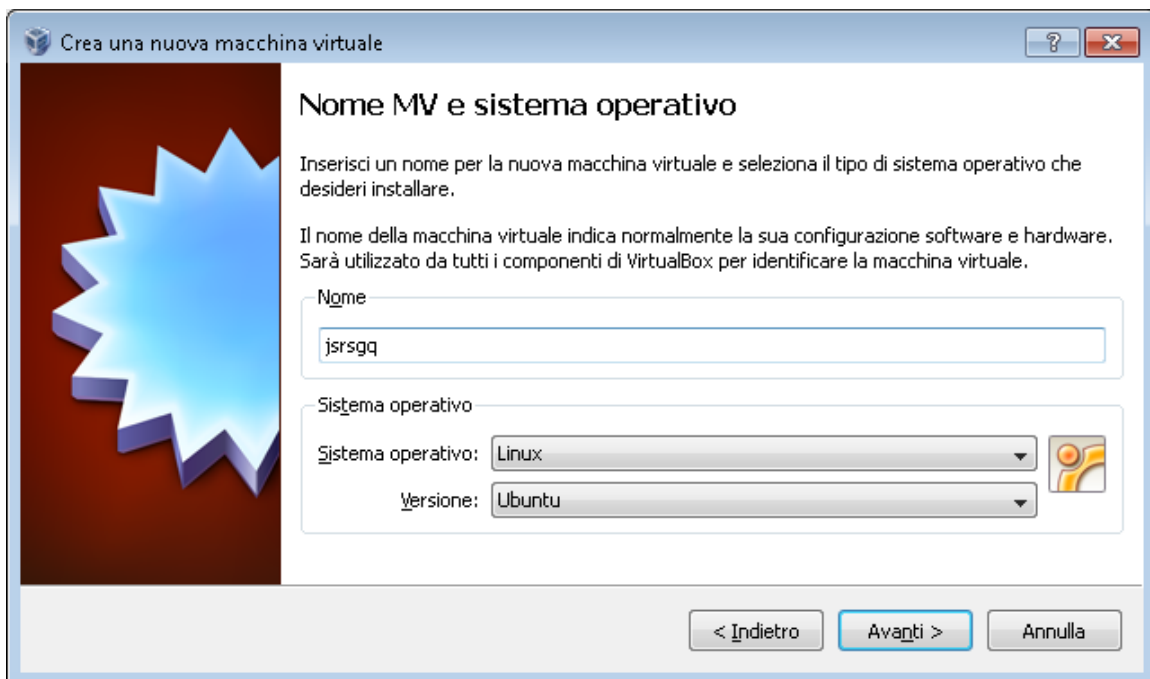 Crea una nuova macchina virtuale
Nome MV e sistema operativo
Inserisci un nome per la nuova macchina virtuale e seleziona il tipo di sistema operativo che
desideri installare.
Il nome della macchina virtuale indica normalmente la sua configurazione software e hardware.
Sarà utilizzato da tutti i componenti di VirtualBox per identificare la macchina virtuale.
Nome
jsrsgq
Sistema operativo
Sistema operativo: Linux
Versione: Ubuntu
< Indietro Avanti > Annulla